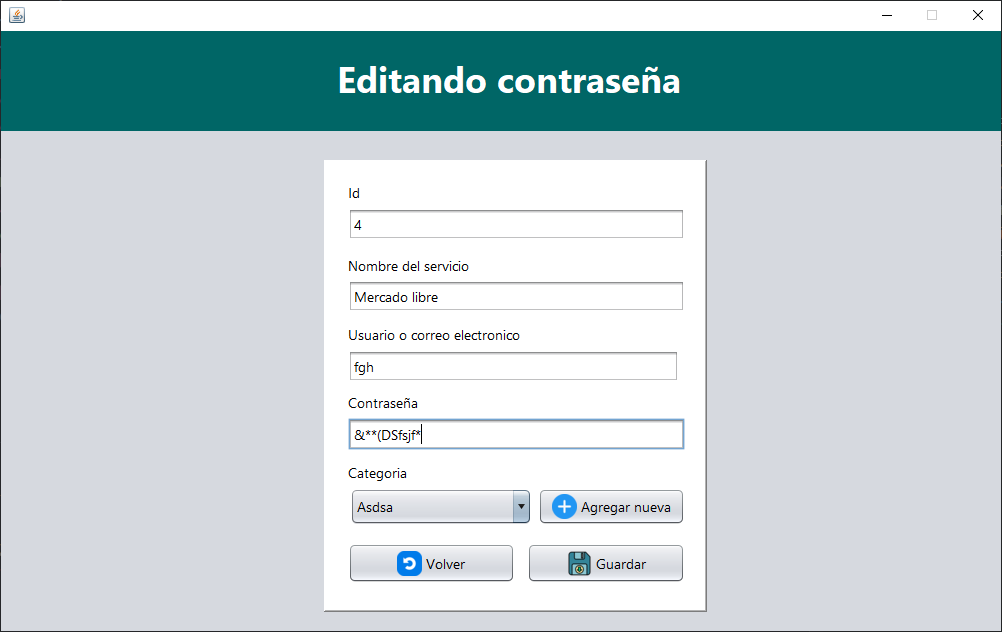 Editando contraseña
Id
4
Nombre del servicio
Mercado libre
Usuario o correo electronico
fgh
Contraseña
&**(DSfsjf*
Categoria
Asdsa
Agregar nueva
Volver
Guardar